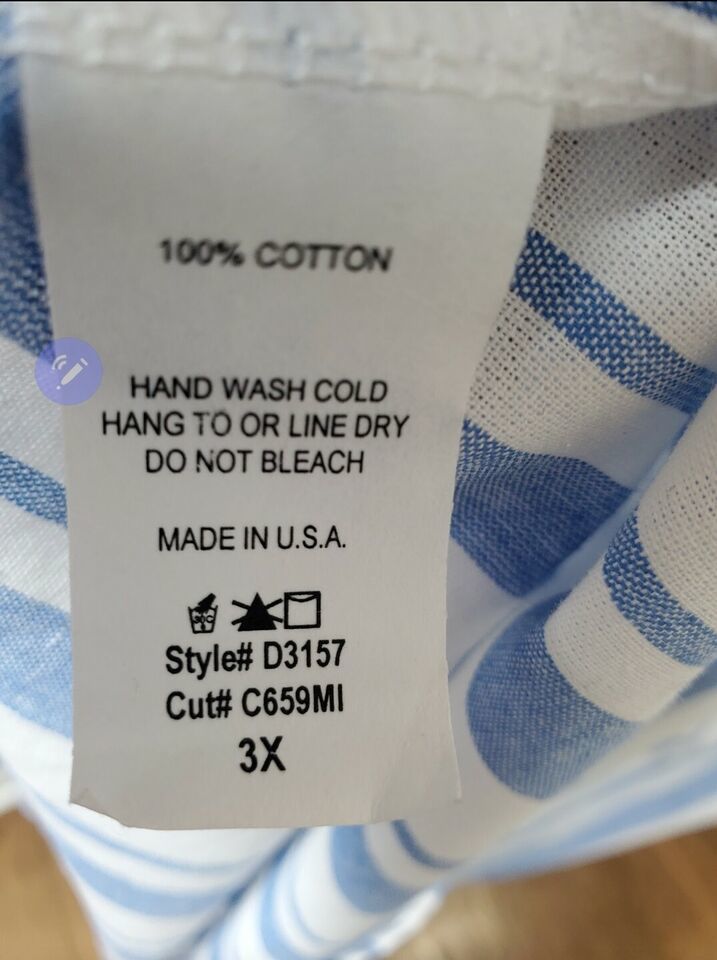 100% COTTON
HAND WASH COLD
HANG TO OR LINE DRY
DO NOT BLEACH
MADE IN U.S.A.
30C
Style# D3157
Cut# C659MI
3X